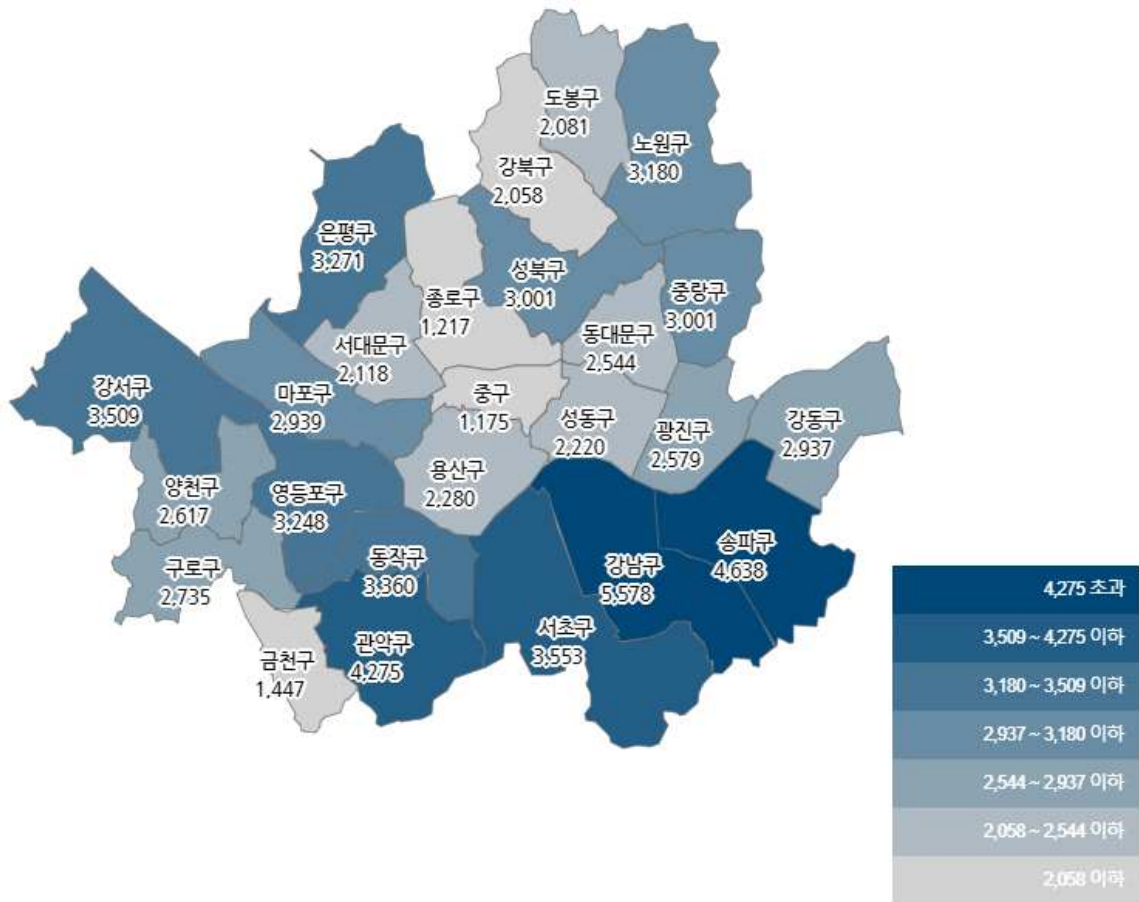 도봉구
2,081
노원구
3,180
강북구
2,058
은평구
3,271
성북구
3,001
중랑구
3,001
종로구
1,217
동대문구
2,544
서대문구
2,118
강서구
3,509
마포구
2,939
중구
1,175
성동구
2,220
광진구
2,579
강동구
2,937
용산구
2,280
양천구
2,617
영등포구
3,248
구로구
2,735
동작구
3,360
강남구
5,578
송파구
4,638
서초구
3,553
관악구
4,275
금천구
1,447
4,275 초과
3,509 ~ 4,275 이하
3,180 ~ 3,509 이하
2,937 ~ 3,180 이하
2,544 ~ 2,937 이하
2,058 ~ 2,544 이하
2,058 이하